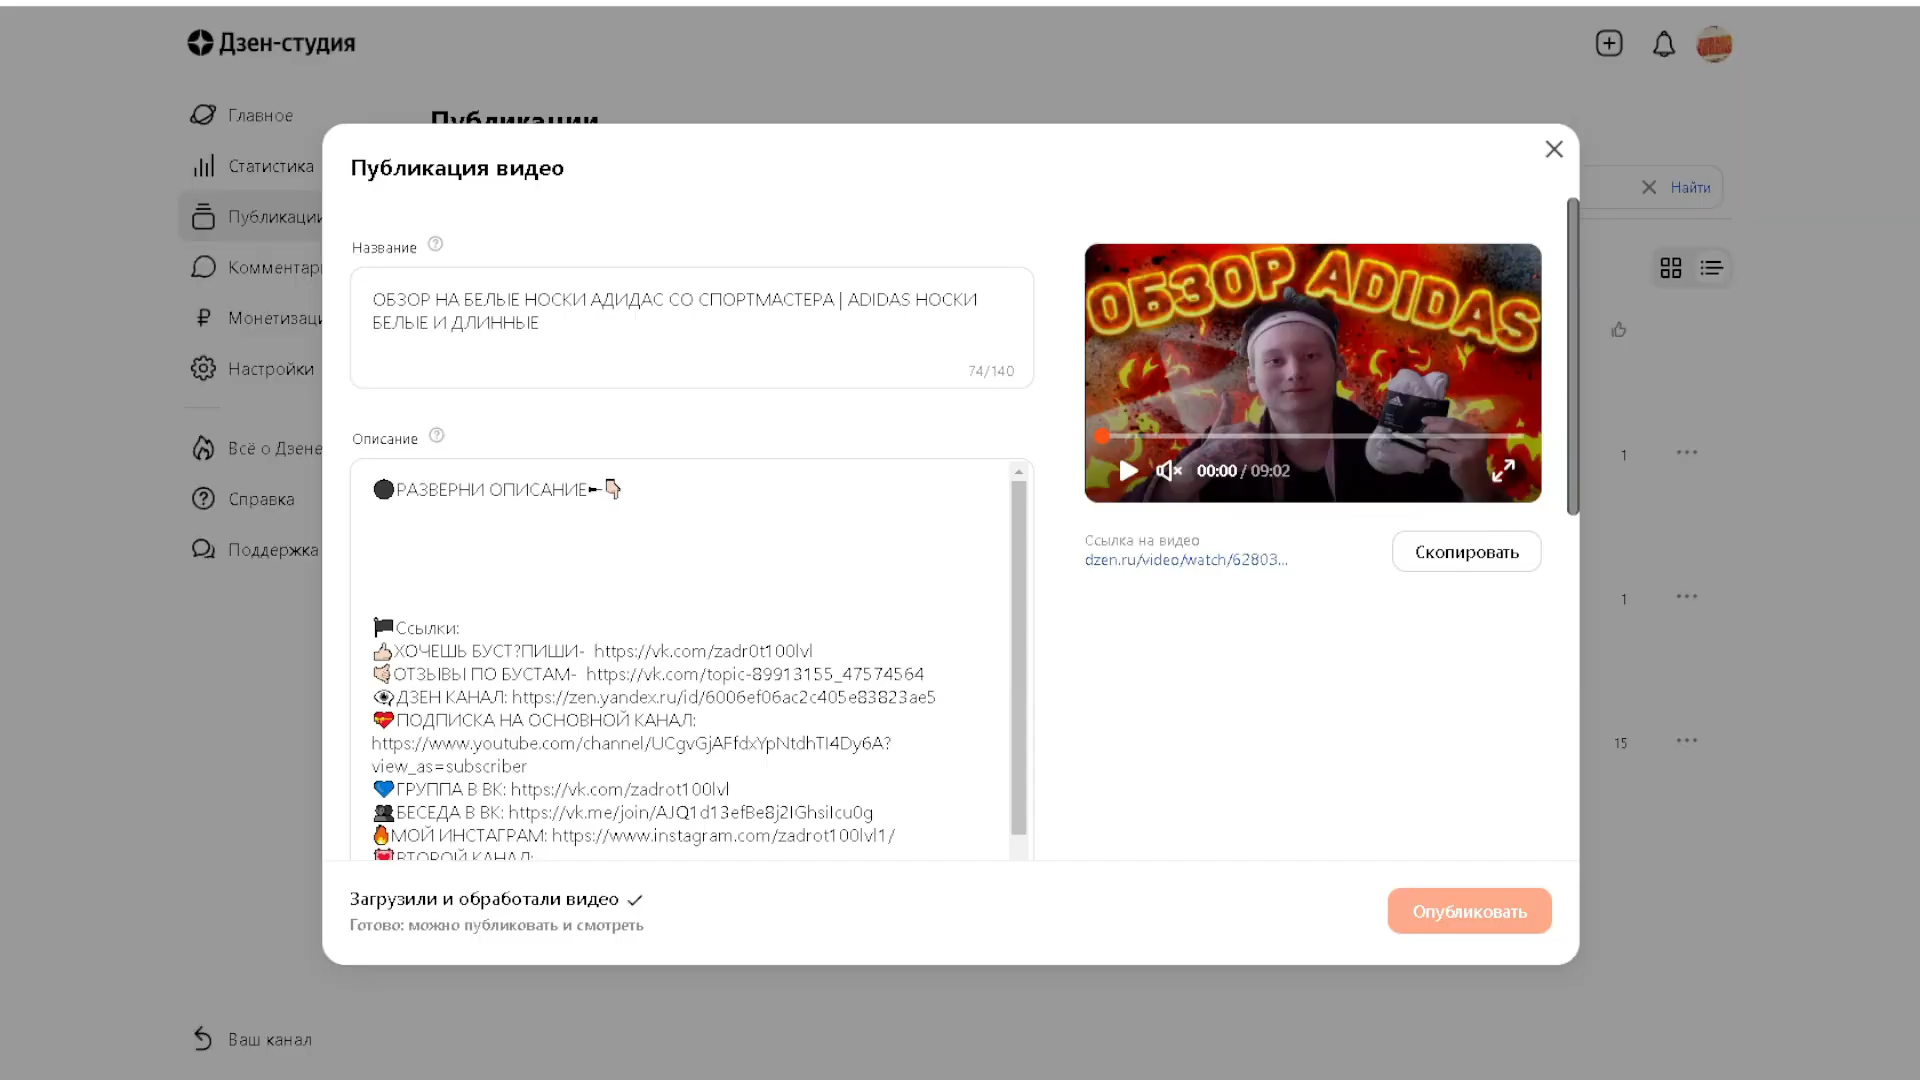 Дзен-студия
Главное
Статистика
Публикации
Комментар
Монетизаци
Настройки
Всё о Дзене
Справка
Поддержка
Ваш канал
Публикации
Найти
1
1
15
Публикация видео
Название
ОБЗОР НА БЕЛЫЕ НОСКИ АДИДАС СО СПОРТМАСТЕРА | ADIDAS НОСКИ
БЕЛЫЕ И ДЛИННЫЕ
74/140
Описание
⚫РАЗВЕРНИ ОПИСАНИЕ➸👇🏻
🏴Ссылки:
👍🏻ХОЧЕШЬ БУСТ?ПИШИ- https://vk.com/zadr0t100lvl
🤙🏻ОТЗЫВЫ ПО БУСТАМ- https://vk.com/topic-89913155_47574564
👁‍🗨ДЗЕН КАНАЛ: https://zen.yandex.ru/id/6006ef06ac2c405e83823ae5
💝ПОДПИСКА НА ОСНОВНОЙ КАНАЛ:
https://www.youtube.com/channel/UCgvGjAFfdxYpNtdhTI4Dy6A?
view_as=subscriber
💙ГРУППА В ВК: https://vk.com/zadrot100lvl
👥БЕСЕДА В ВК: https://vk.me/join/AJQ1d13efBe8j2IGhsiIcu0g
🔥МОЙ ИНСТАГРАМ: https://www.instagram.com/zadrot100lvl1/
💟ВТОРОЙ КАНАЛ:
ОБЗОР ADIDAS
00:00 / 09:02
Ссылка на видео
dzen.ru/video/watch/62803...
Скопировать
Загрузили и обработали видео ✓
Готово: можно публиковать и смотреть
Опубликовать